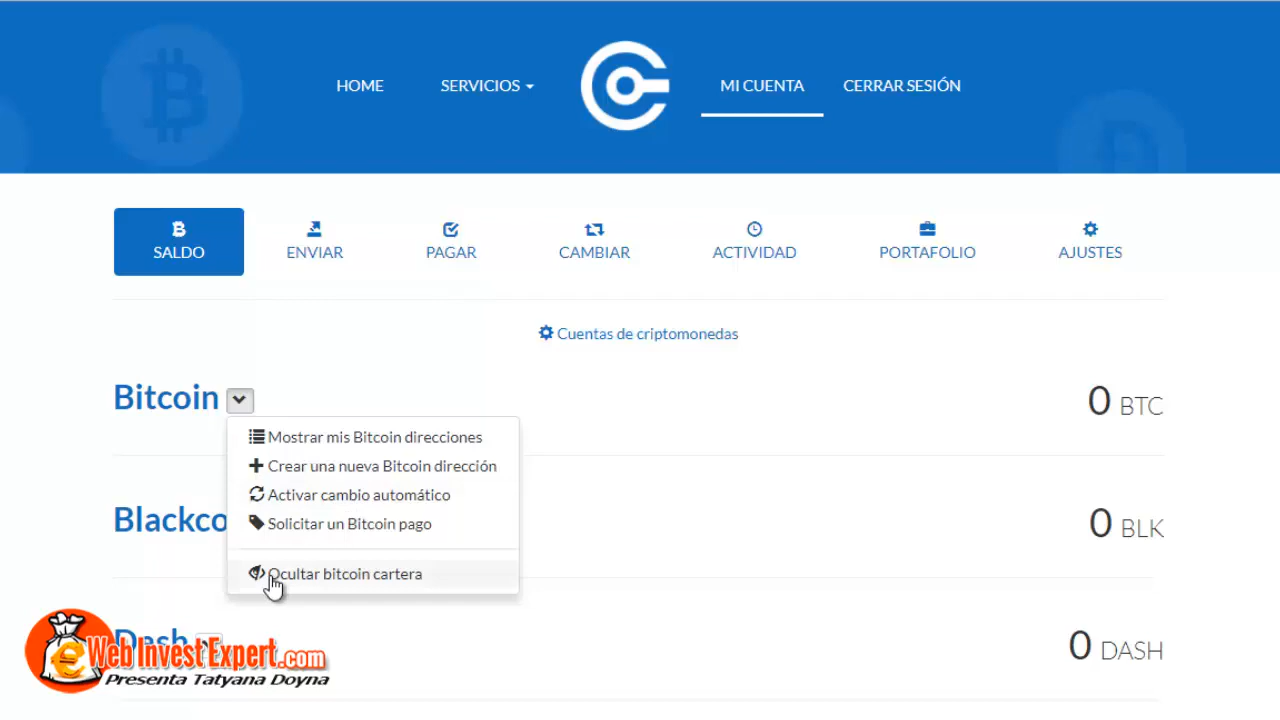 HOME
SERVICIOS
MI CUENTA
CERRAR SESIÓN
SALDO
ENVIAR
PAGAR
CAMBIAR
ACTIVIDAD
PORTAFOLIO
AJUSTES
Cuentas de criptomonedas
Bitcoin
0 BTC
Mostrar mis Bitcoin direcciones
Crear una nueva Bitcoin dirección
Activar cambio automático
Solicitar un Bitcoin pago
Ocultar bitcoin cartera
Blackco
0 BLK
Dash
0 DASH
WebInvestExpert.com
Presenta Tatyana Doyna